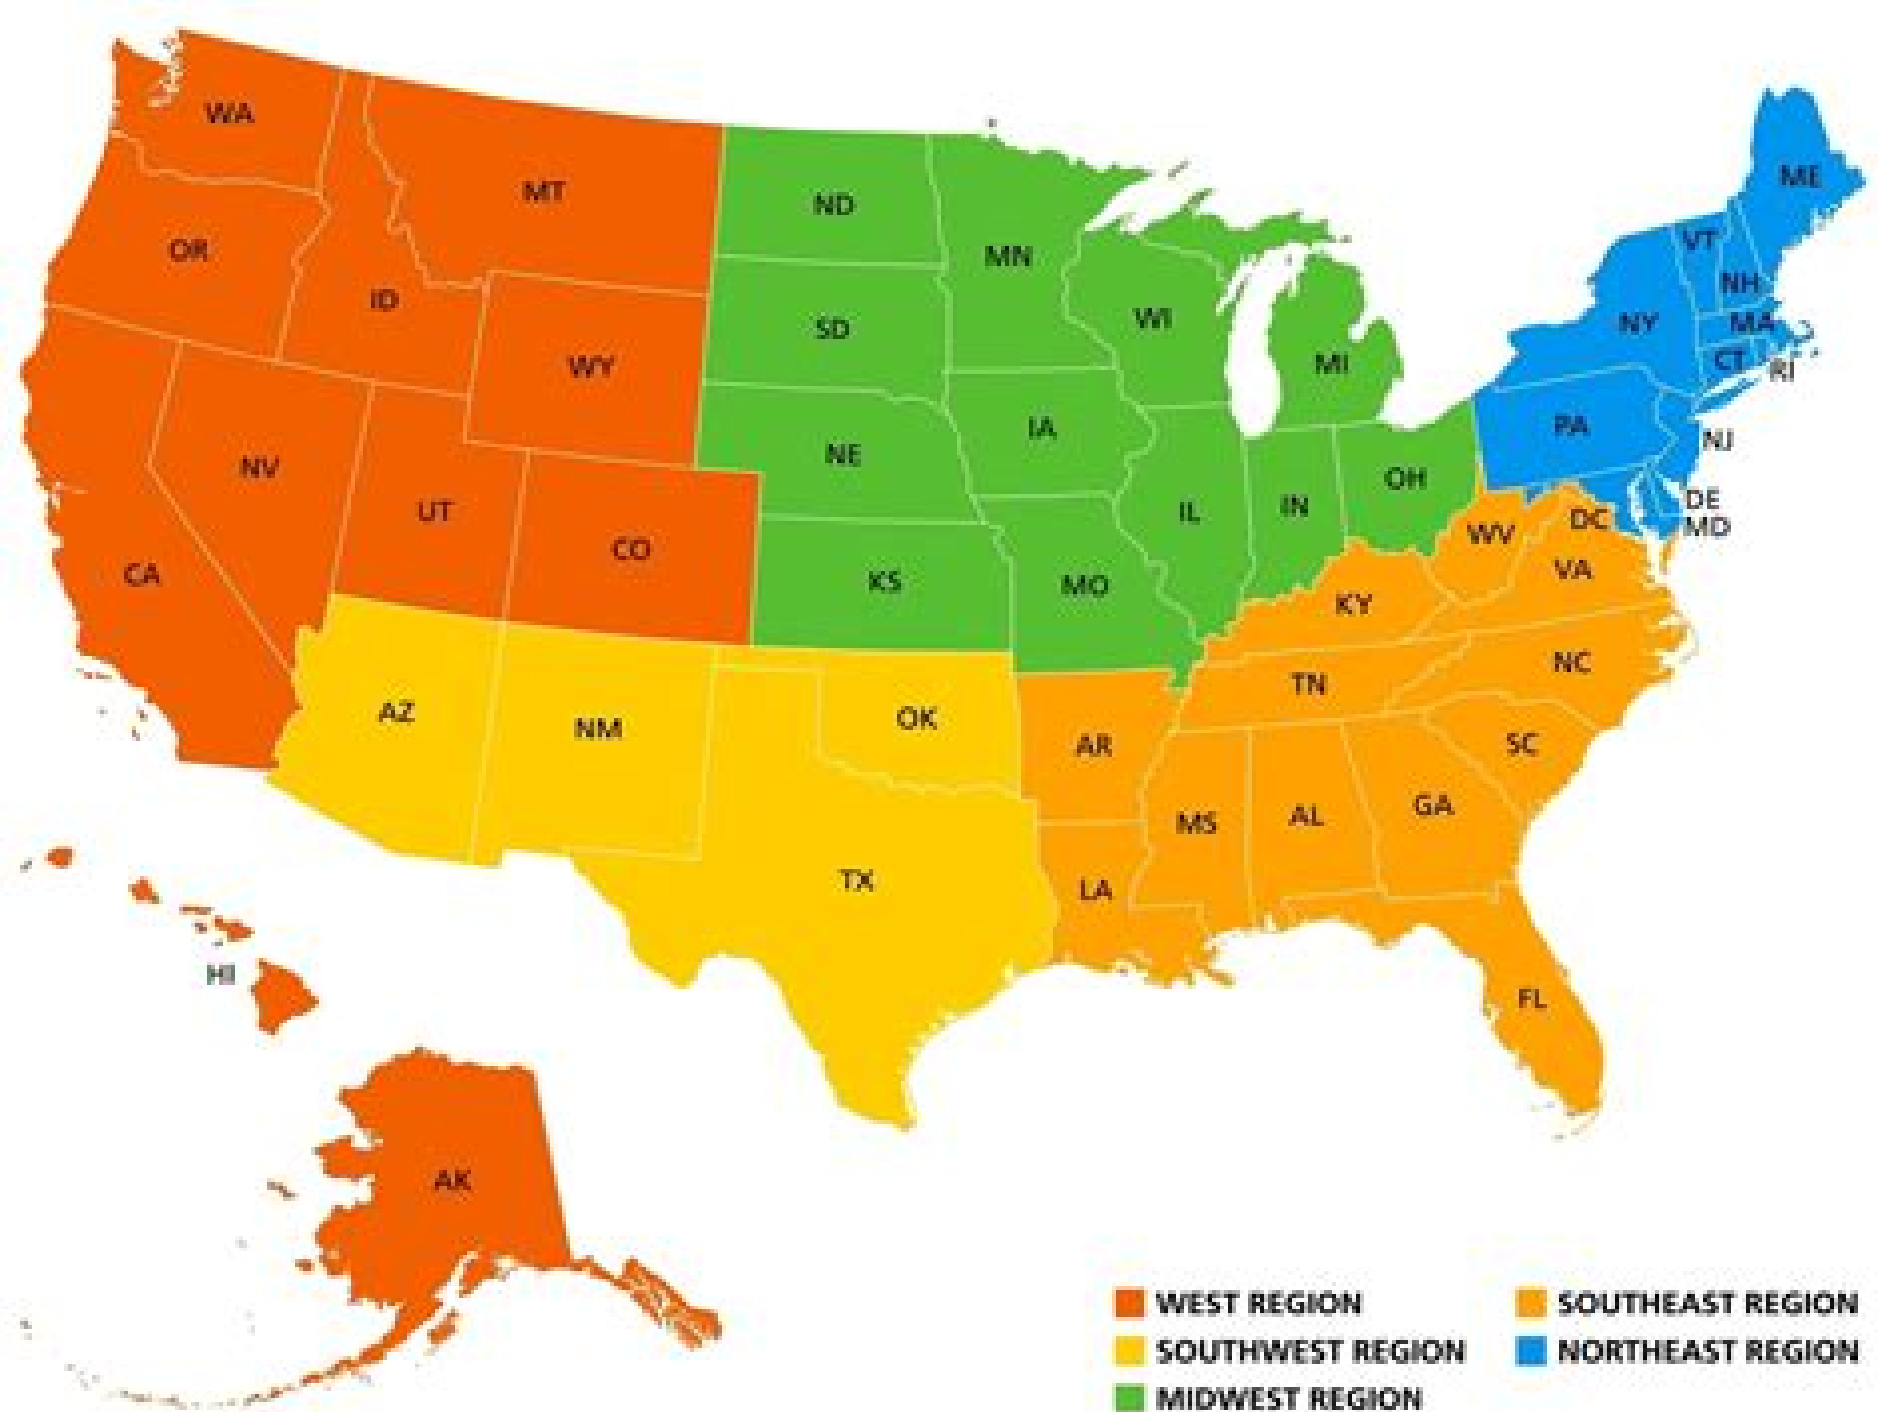 WA
MT
ND
MN
ME
VT
NH
OR
ID
SD
WI
NY
MA
WY
MI
CT
RI
PA
NJ
NE
IA
NV
OH
UT
IL
IN
DE
MD
DC
WV
CO
CA
KS
MO
VA
KY
NC
TN
AZ
NM
OK
AR
SC
MS
AL
GA
TX
LA
HI
FL
AK
WEST REGION
SOUTHWEST REGION
MIDWEST REGION
SOUTHEAST REGION
NORTHEAST REGION